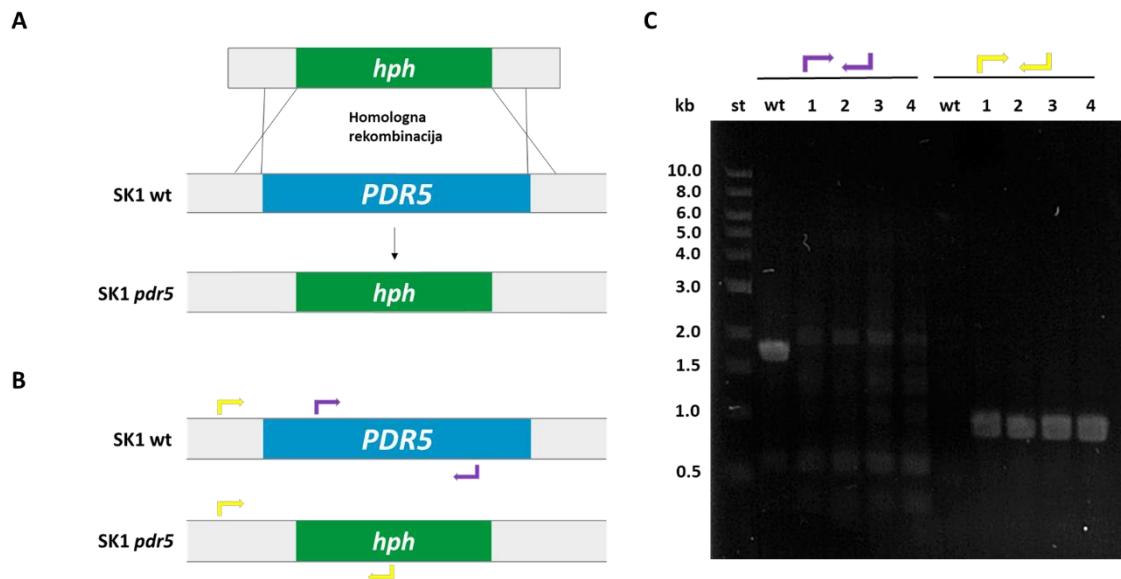 A
hph
Homologna
rekombinacija
SK1 wt
PDR5
SK1 pdr5
hph
B
SK1 wt
PDR5
SK1 pdr5
hph
C
kb st wt 1 2 3 4 wt 1 2 3 4
10.0
8.0
6.0
5.0
4.0
3.0
2.0
1.5
1.0
0.5